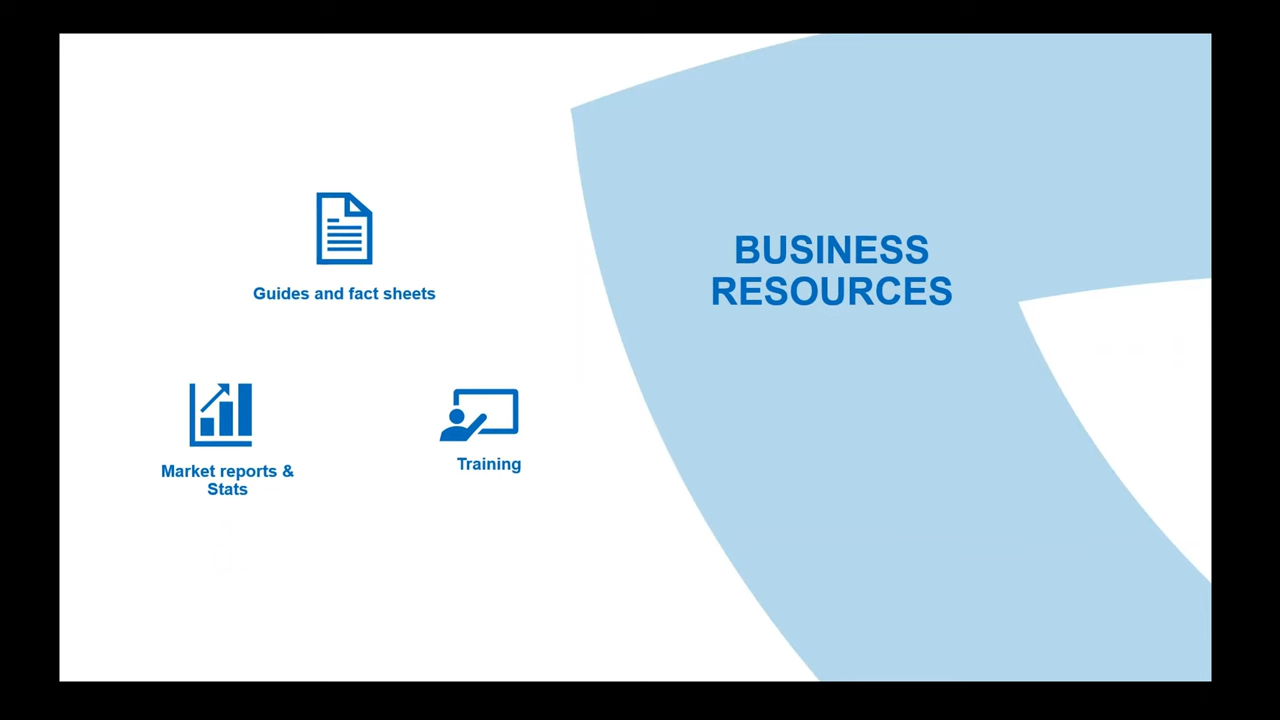 BUSINESS
RESOURCES
Guides and fact sheets
Market reports &
Stats
Training